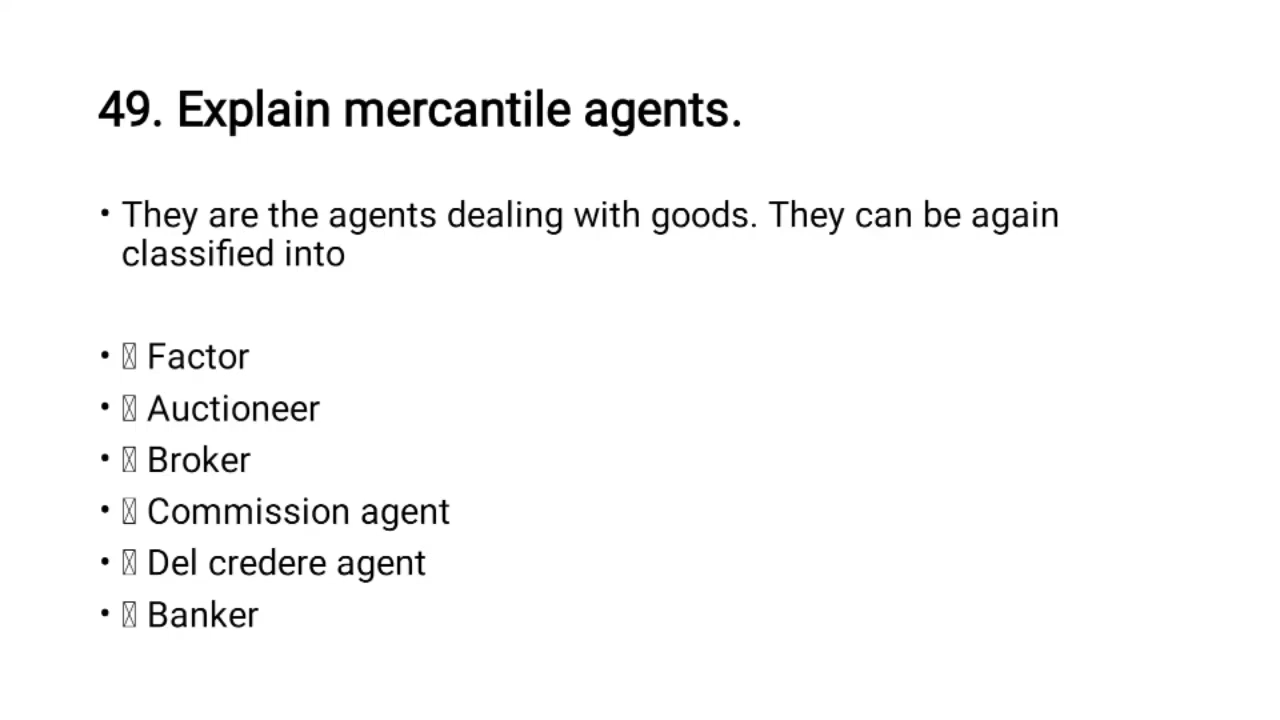 49. Explain mercantile agents.
• They are the agents dealing with goods. They can be again
classified into
• Factor
• Auctioneer
• Broker
• Commission agent
• Del credere agent
• Banker